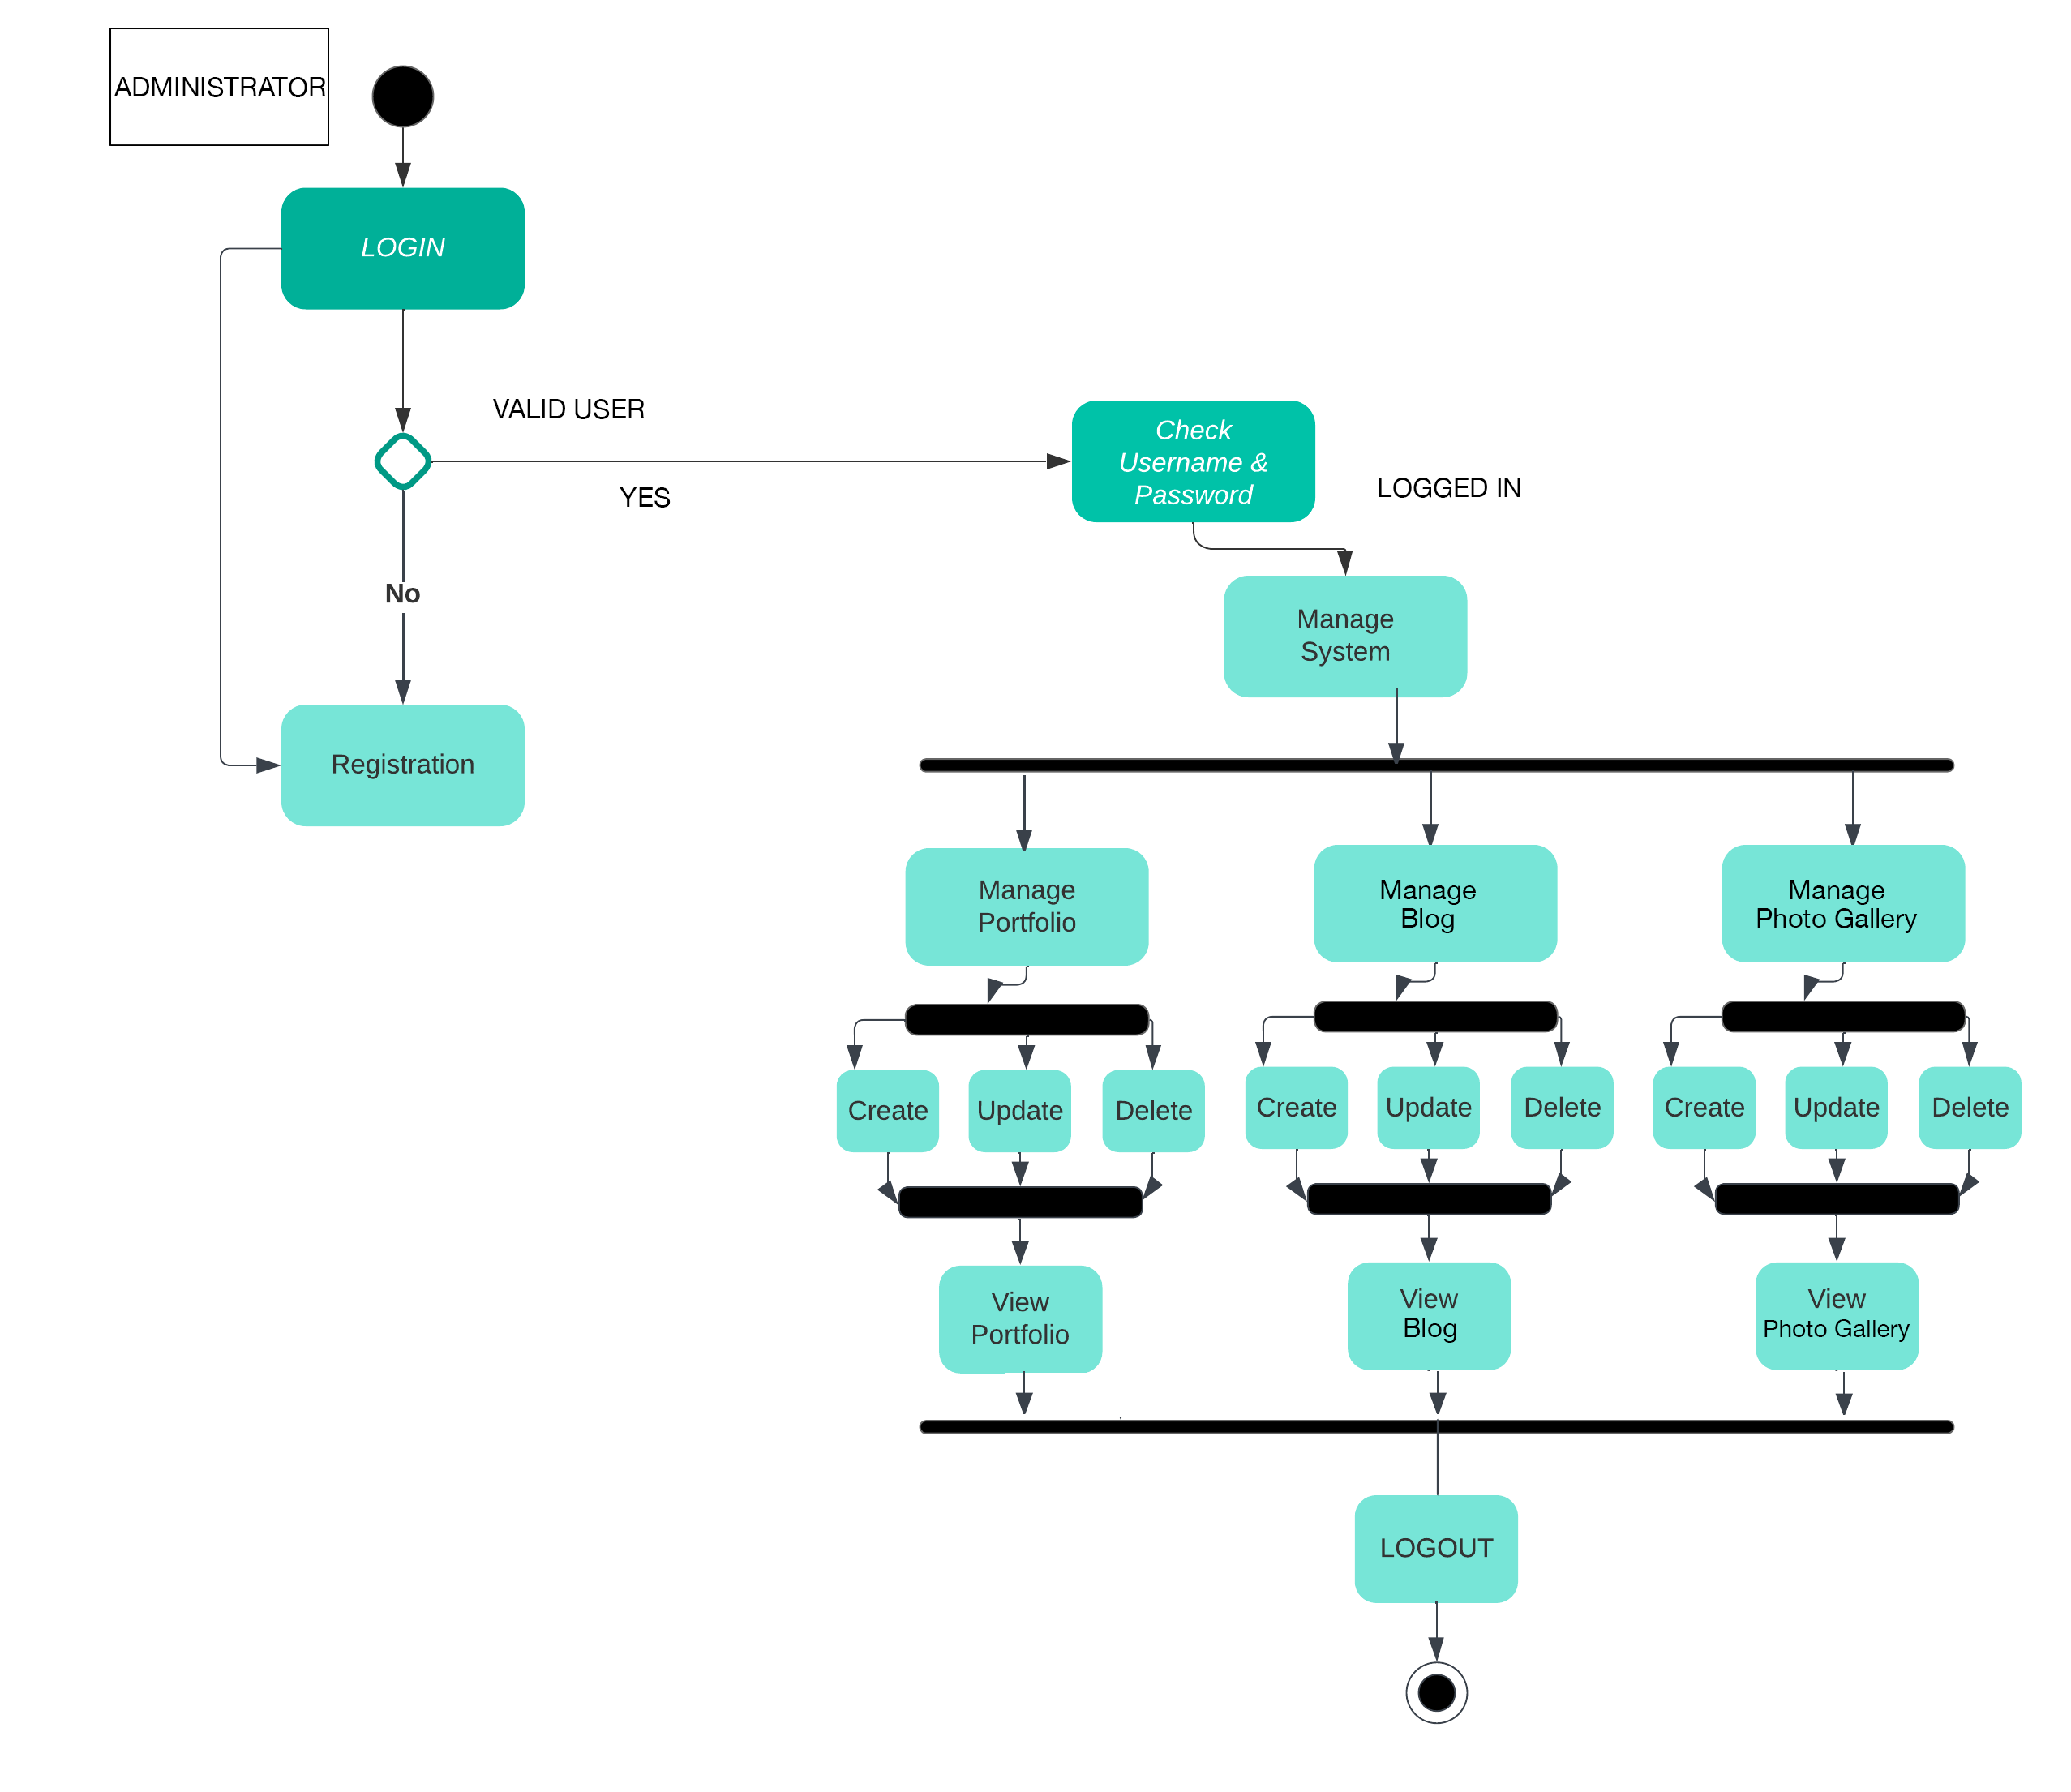 ADMINISTRATOR
LOGIN
VALID USER
YES
Check
Username &
Password
LOGGED IN
No
Manage
System
Registration
Manage
Portfolio
Manage
Blog
Manage
Photo Gallery
Create
Update
Delete
Create
Update
Delete
Create
Update
Delete
View
Portfolio
View
Blog
View
Photo Gallery
LOGOUT